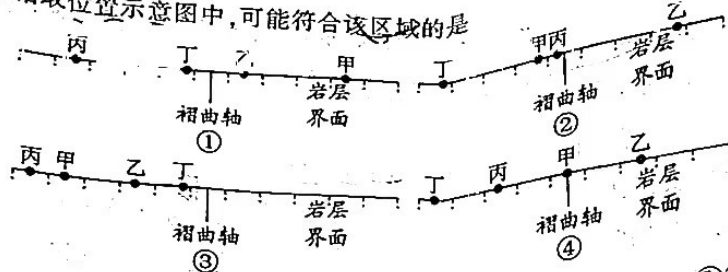 取位置示意图中,可能符合该区域的是
丙 丁 乙 甲
岩层
界面
褶曲轴
①
丁 甲丙 乙
岩层
界面
褶曲轴
②
丙 甲 乙 丁
岩层
界面
褶曲轴
③
丁 丙 甲 乙
岩层
界面
褶曲轴
④